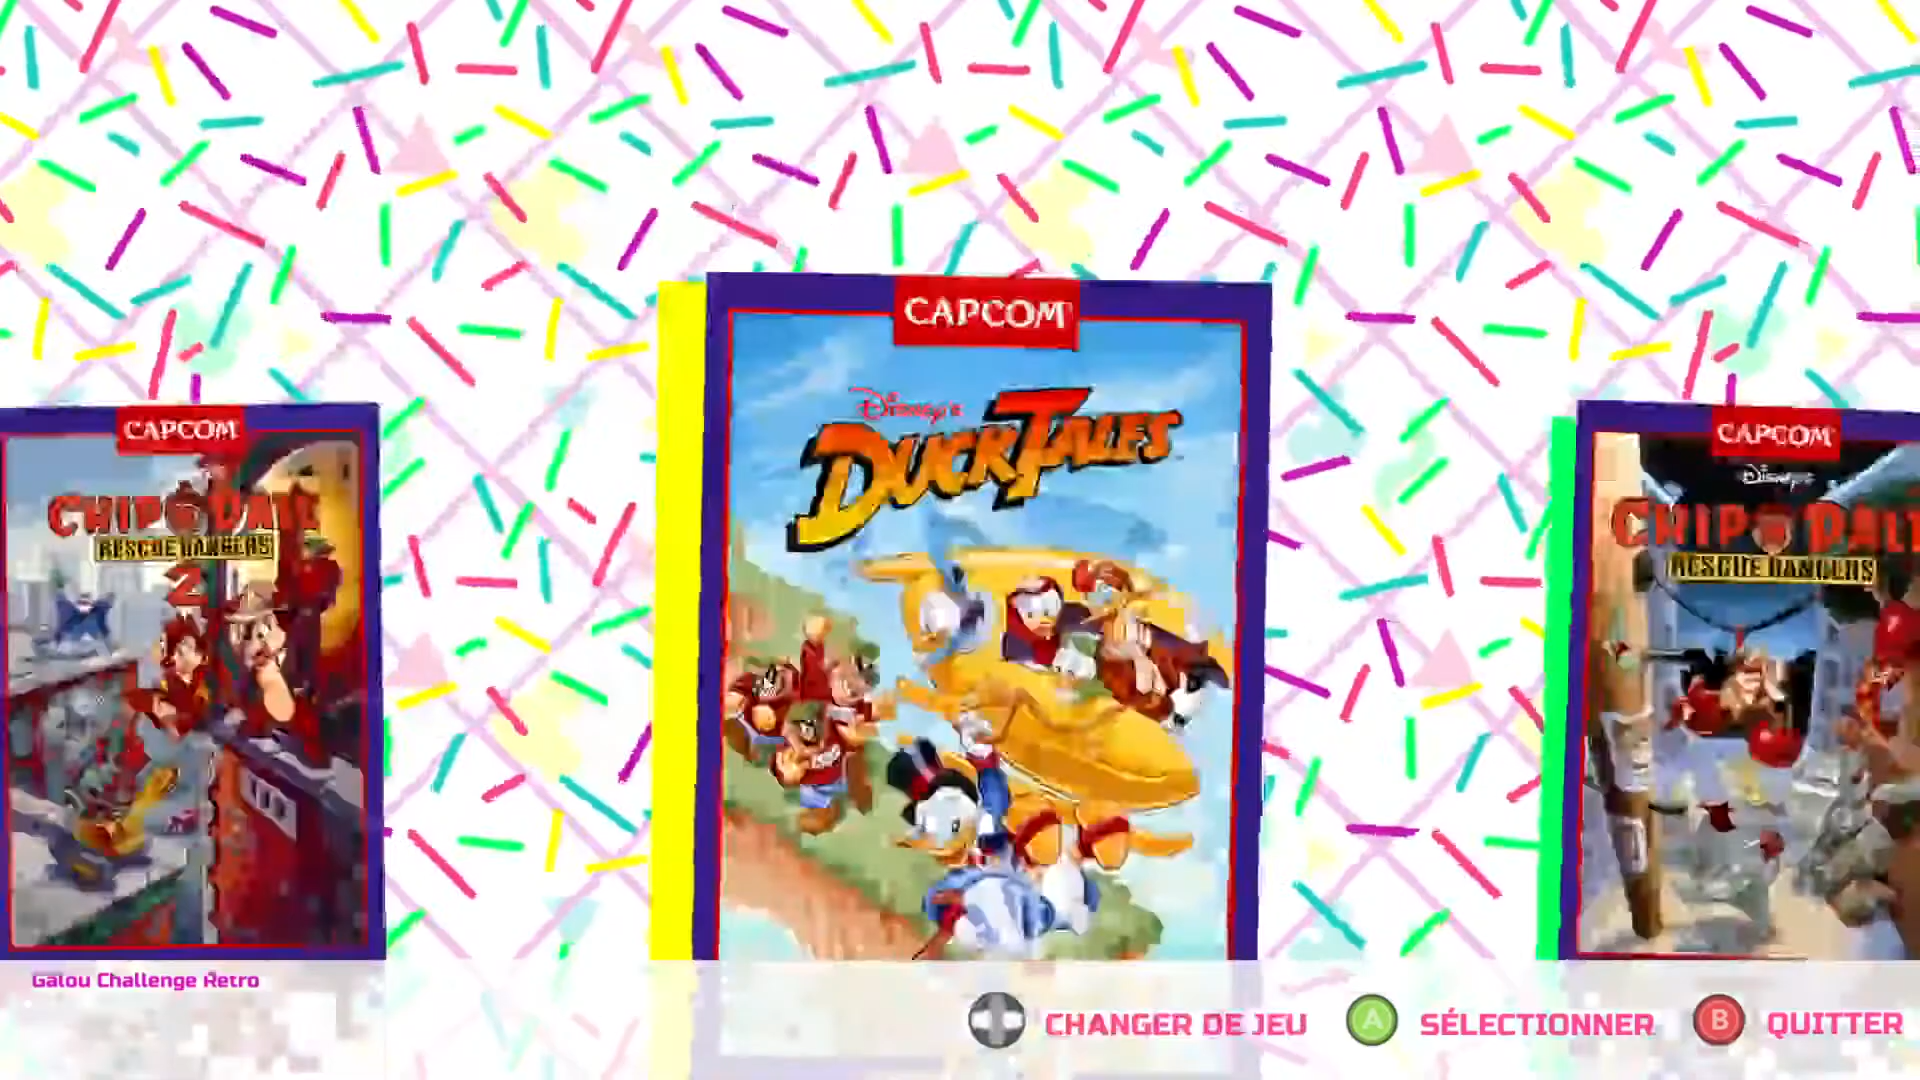 CAPCOM
Disney's
DUCKTALES
CAPCOM
CHIP DALE
RESCUE RANGERS
2
CAPCOM
Disney's
CHIP DALE
RESCUE RANGERS
Galou Challenge Retro
CHANGER DE JEU
A
SÉLECTIONNER
B
QUITTER